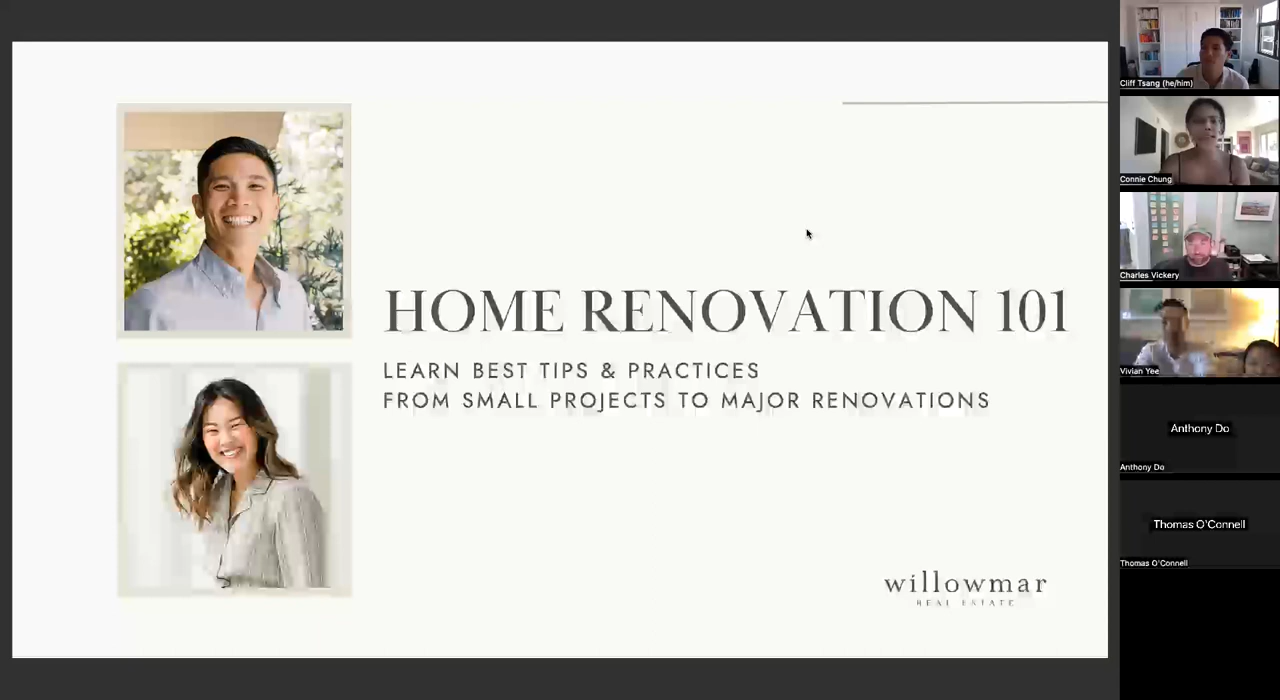 HOME RENOVATION 101
LEARN BEST TIPS & PRACTICES
FROM SMALL PROJECTS TO MAJOR RENOVATIONS
willowmar
REAL ESTATE
Cliff Tsang (he/him)
Connie Chung
Charles Vickery
Vivian Yee
Anthony Do
Anthony Do
Thomas O'Connell
Thomas O'Connell